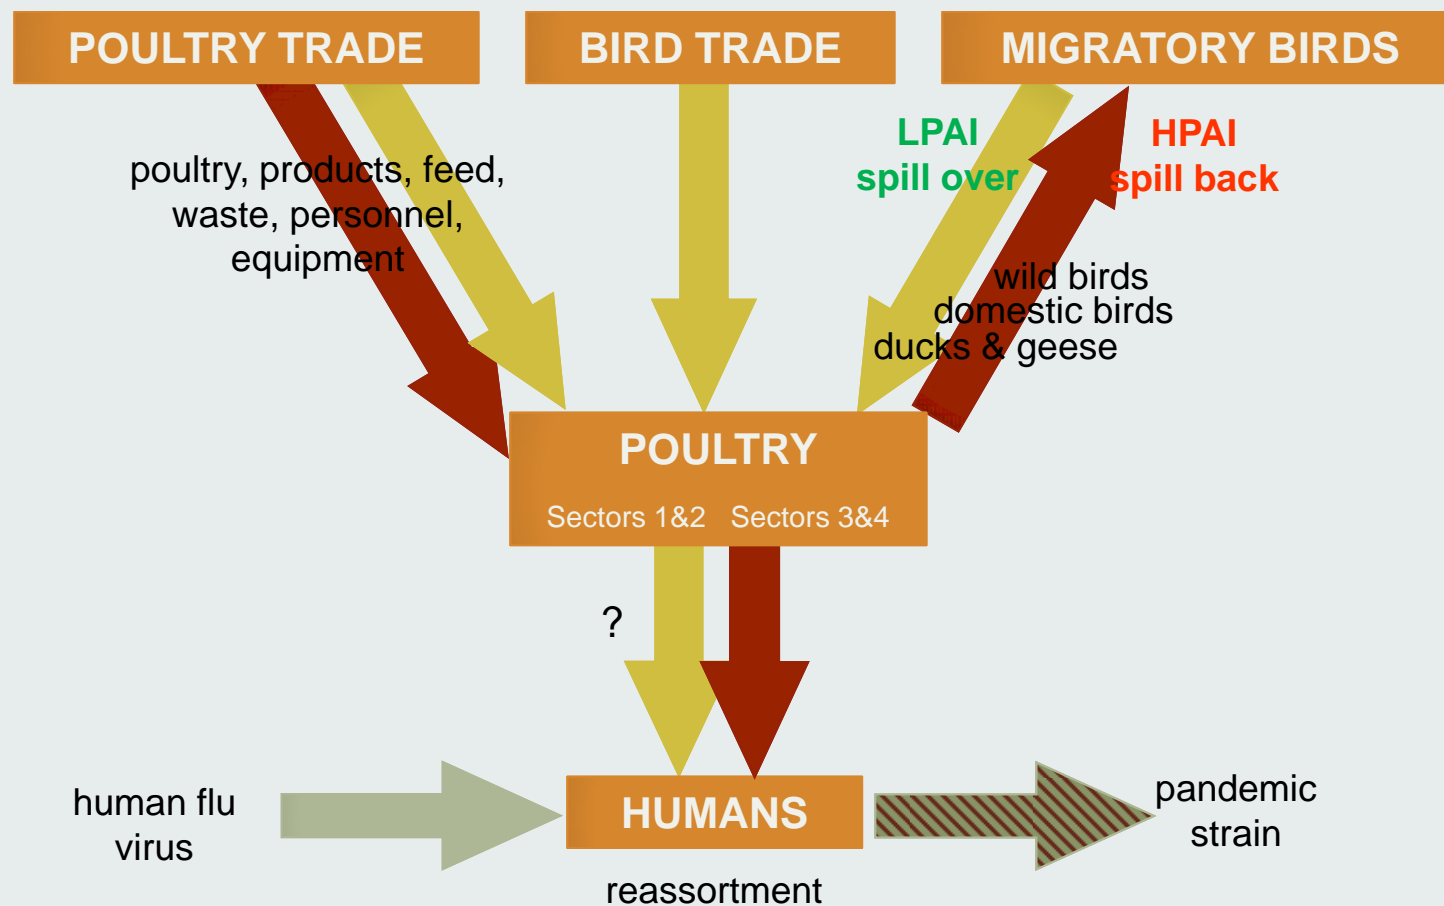 POULTRY TRADE
BIRD TRADE
MIGRATORY BIRDS
poultry, products, feed,
waste, personnel,
equipment
LPAI
spill over
HPAI
spill back
wild birds
domestic birds
ducks & geese
POULTRY
Sectors 1&2 Sectors 3&4
?
human flu
virus
HUMANS
pandemic
strain
reassortment